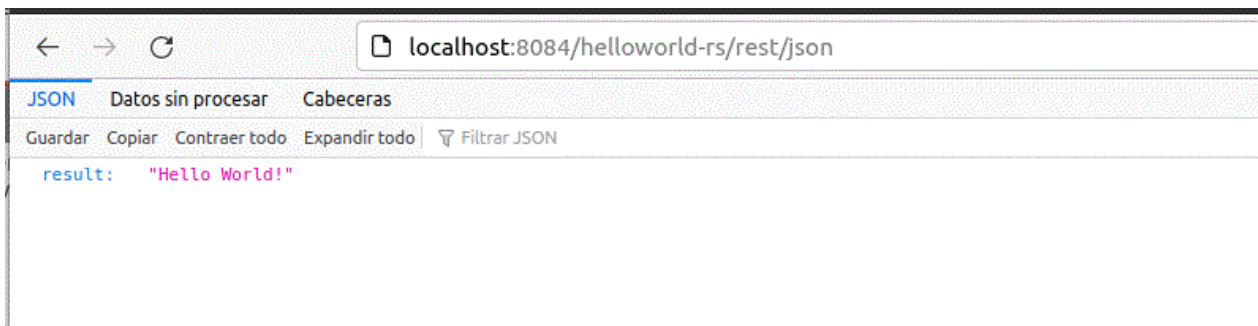 localhost:8084/helloworld-rs/rest/json
JSON Datos sin procesar Cabeceras
Guardar Copiar Contraer todo Expandir todo Filtrar JSON
result: "Hello World!"